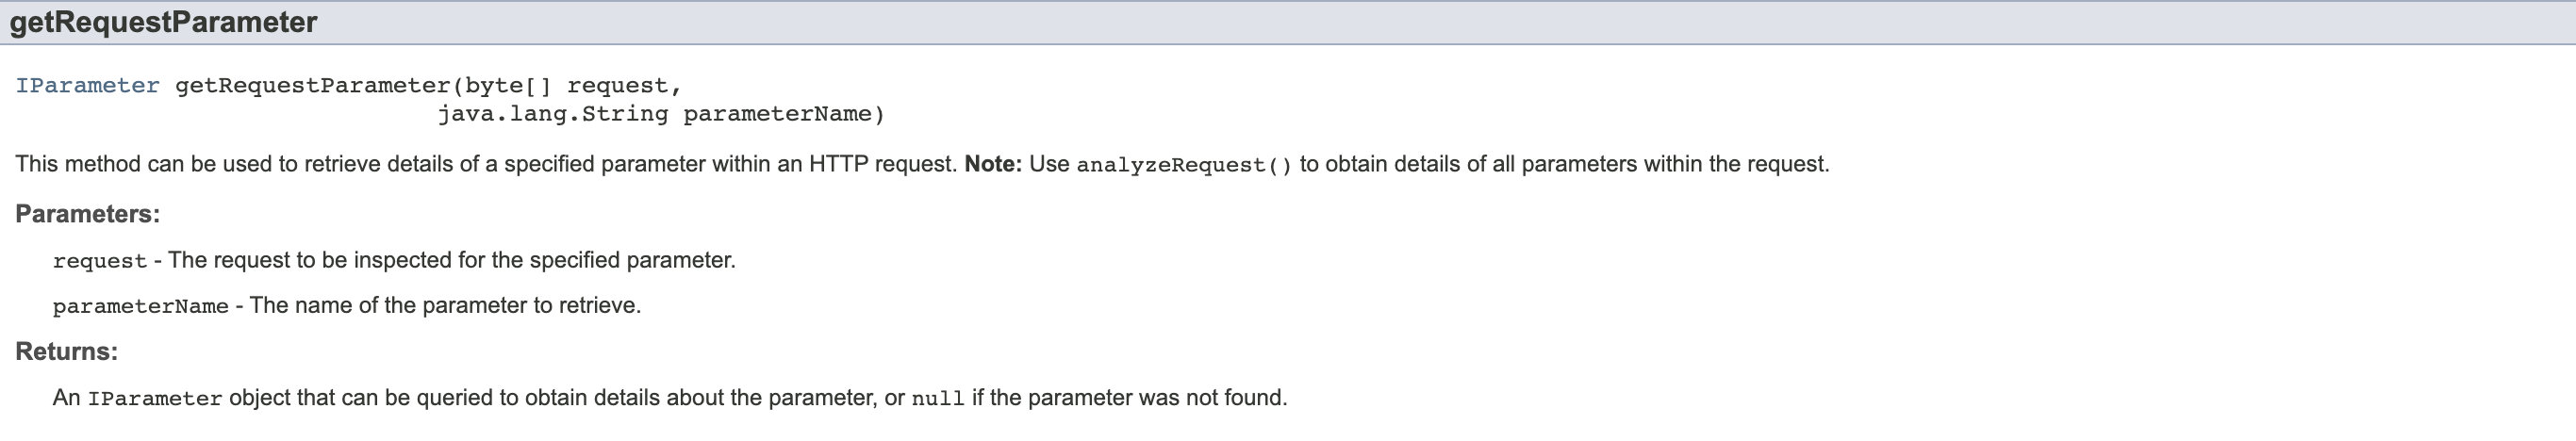 getRequestParameter
IParameter getRequestParameter(byte[] request,
java.lang.String parameterName)
This method can be used to retrieve details of a specified parameter within an HTTP request. Note: Use analyzeRequest() to obtain details of all parameters within the request.
Parameters:
request - The request to be inspected for the specified parameter.
parameterName - The name of the parameter to retrieve.
Returns:
An IParameter object that can be queried to obtain details about the parameter, or null if the parameter was not found.